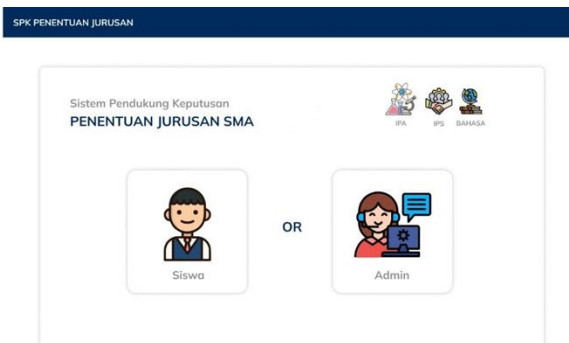 SPK PENENTUAN JURUSAN
Sistem Pendukung Keputusan
PENENTUAN JURUSAN SMA
IPA IPS BAHASA
Siswa OR Admin